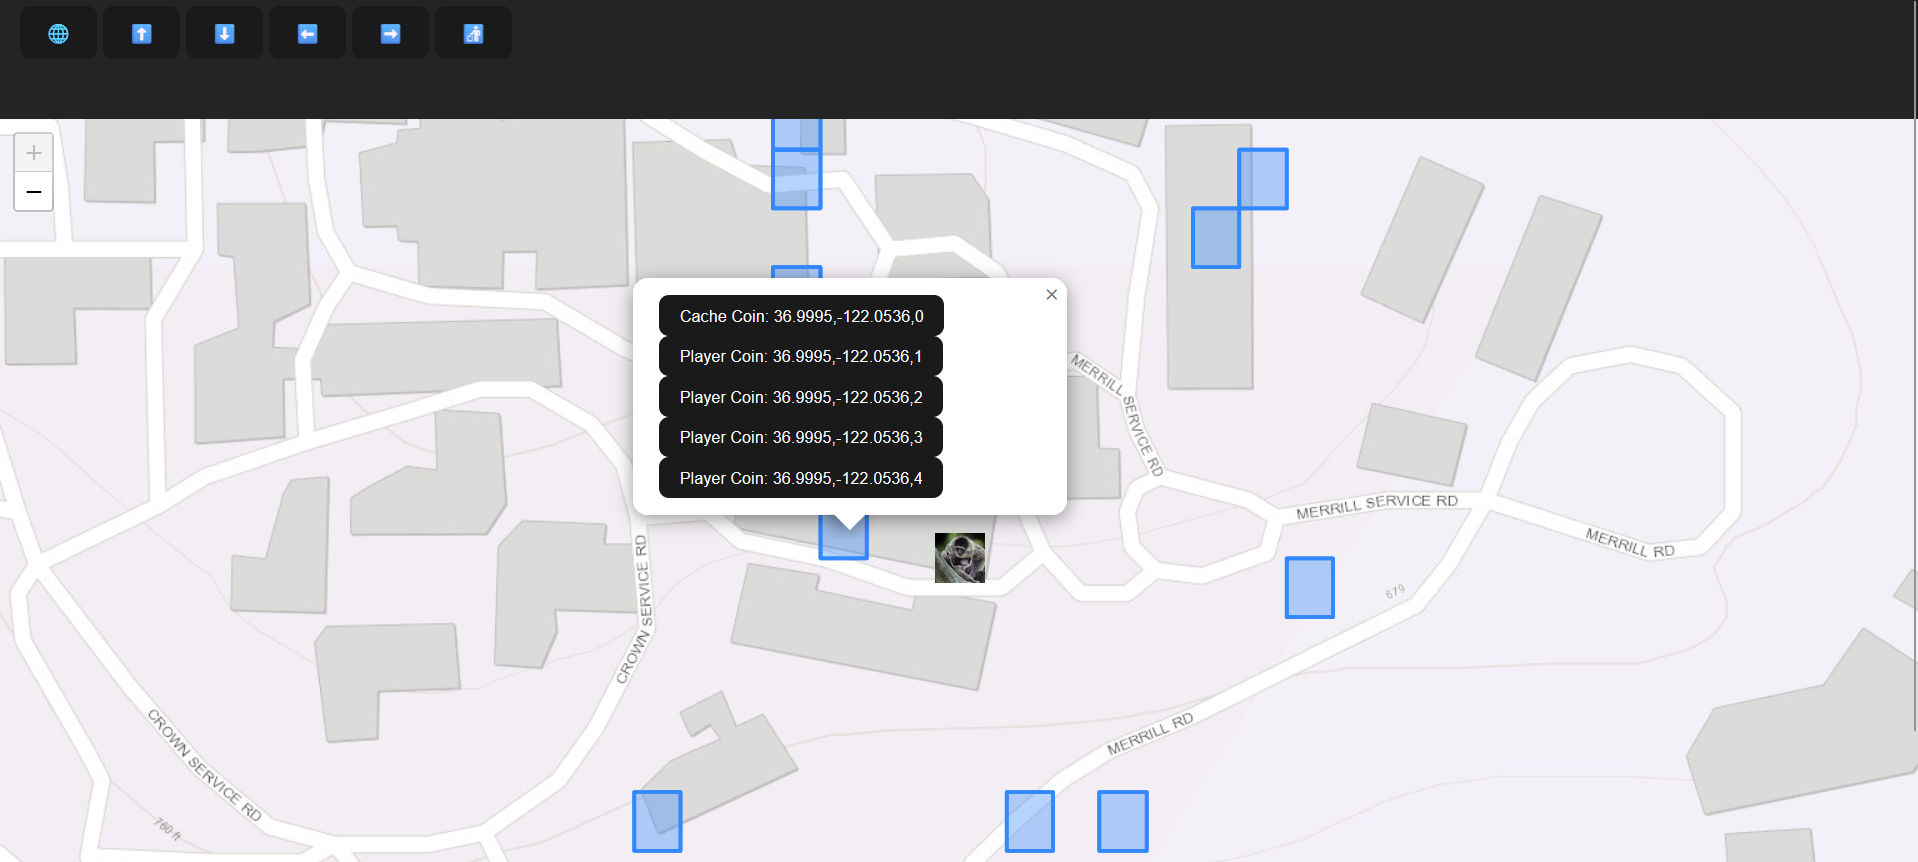 +
−
×
Cache Coin: 36.9995,-122.0536,0
Player Coin: 36.9995,-122.0536,1
Player Coin: 36.9995,-122.0536,2
Player Coin: 36.9995,-122.0536,3
Player Coin: 36.9995,-122.0536,4
MERRILL SERVICE RD
MERRILL SERVICE RD
MERRILL RD
CROWN SERVICE RD
679
MERRILL RD
CROWN SERVICE RD
760 ft